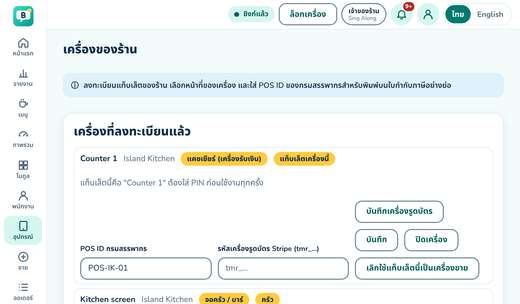 B
ซิงก์แล้ว
ล็อกเครื่อง
เจ้าของร้าน
Sing Along
9+
ไทย
English
หน้าแรก
รายงาน
เมนู
ภาพรวม
โมดูล
พนักงาน
อุปกรณ์
ขาย
ออเดอร์
เครื่องของร้าน
ลงทะเบียนแท็บเล็ตของร้าน เลือกหน้าที่ของเครื่อง และใส่ POS ID ของกรมสรรพากรสำหรับพิมพ์บนใบกำกับภาษีอย่างย่อ
เครื่องที่ลงทะเบียนแล้ว
Counter 1 Island Kitchen แคชเชียร์ (เครื่องรับเงิน) แท็บเล็ตเครื่องนี้
แท็บเล็ตนี้คือ "Counter 1" ต้องใส่ PIN ก่อนใช้งานทุกครั้ง
POS ID กรมสรรพากร
POS-IK-01
รหัสเครื่องรูดบัตร Stripe (tmr_...)
tmr_...
บันทึกเครื่องรูดบัตร
บันทึก
ปิดเครื่อง
เลิกใช้แท็บเล็ตนี้เป็นเครื่องขาย
Kitchen screen Island Kitchen จอครัว / บาร์ ครัว